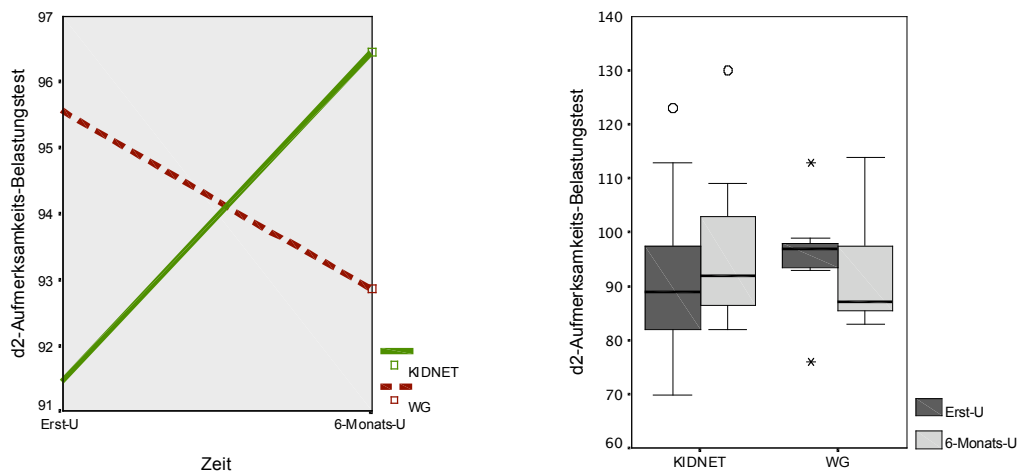 d2-Aufmerksamkeits-Belastungstest
97
96
95
94
93
92
91
Erst-U
6-Monats-U
Zeit
KIDNET
WG
d2-Aufmerksamkeits-Belastungstest
140
130
120
110
100
90
80
70
60
KIDNET
WG
Erst-U
6-Monats-U